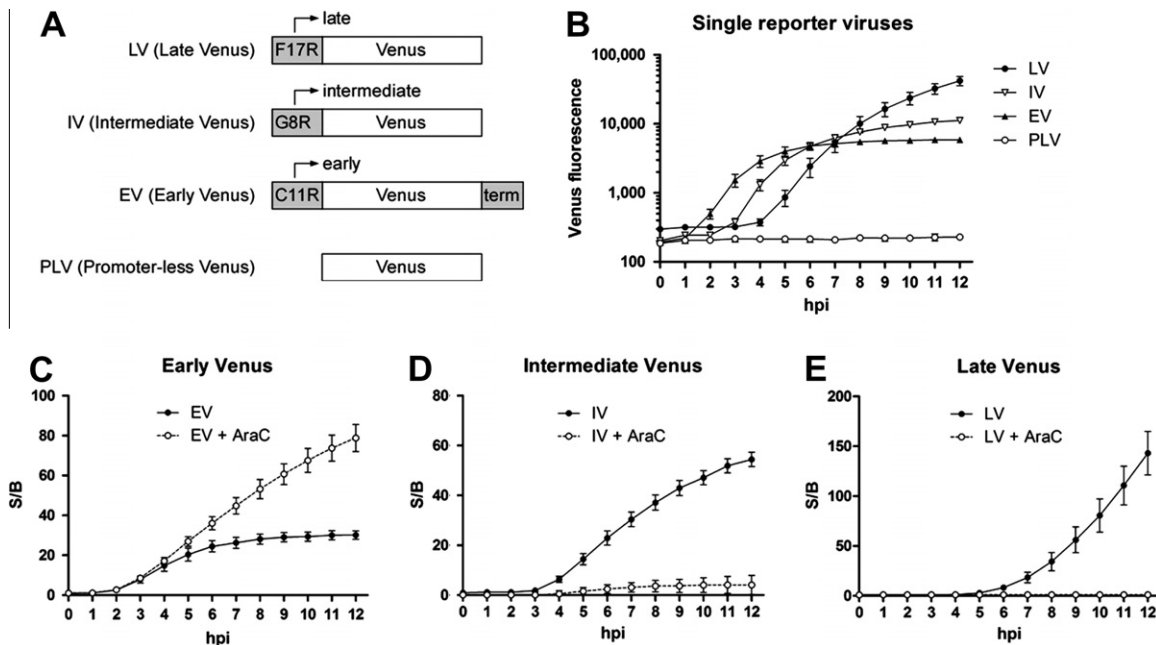 A
late
LV (Late Venus)
F17R
Venus
intermediate
IV (Intermediate Venus)
G8R
Venus
early
EV (Early Venus)
C11R
Venus
term
PLV (Promoter-less Venus)
Venus
B
Single reporter viruses
Venus fluorescence
100,000
10,000
1,000
100
0 1 2 3 4 5 6 7 8 9 10 11 12
hpi
LV
IV
EV
PLV
C
Early Venus
S/B
100
80
60
40
20
0
EV
EV + AraC
0 1 2 3 4 5 6 7 8 9 10 11 12
hpi
D
Intermediate Venus
S/B
80
60
40
20
0
IV
IV + AraC
0 1 2 3 4 5 6 7 8 9 10 11 12
hpi
E
Late Venus
S/B
200
150
100
50
0
LV
LV + AraC
0 1 2 3 4 5 6 7 8 9 10 11 12
hpi